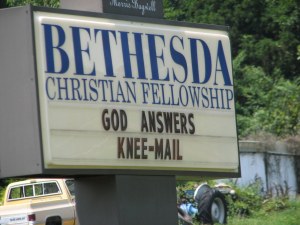 BETHESDA
CHRISTIAN FELLOWSHIP
GOD ANSWERS
KNEE-MAIL